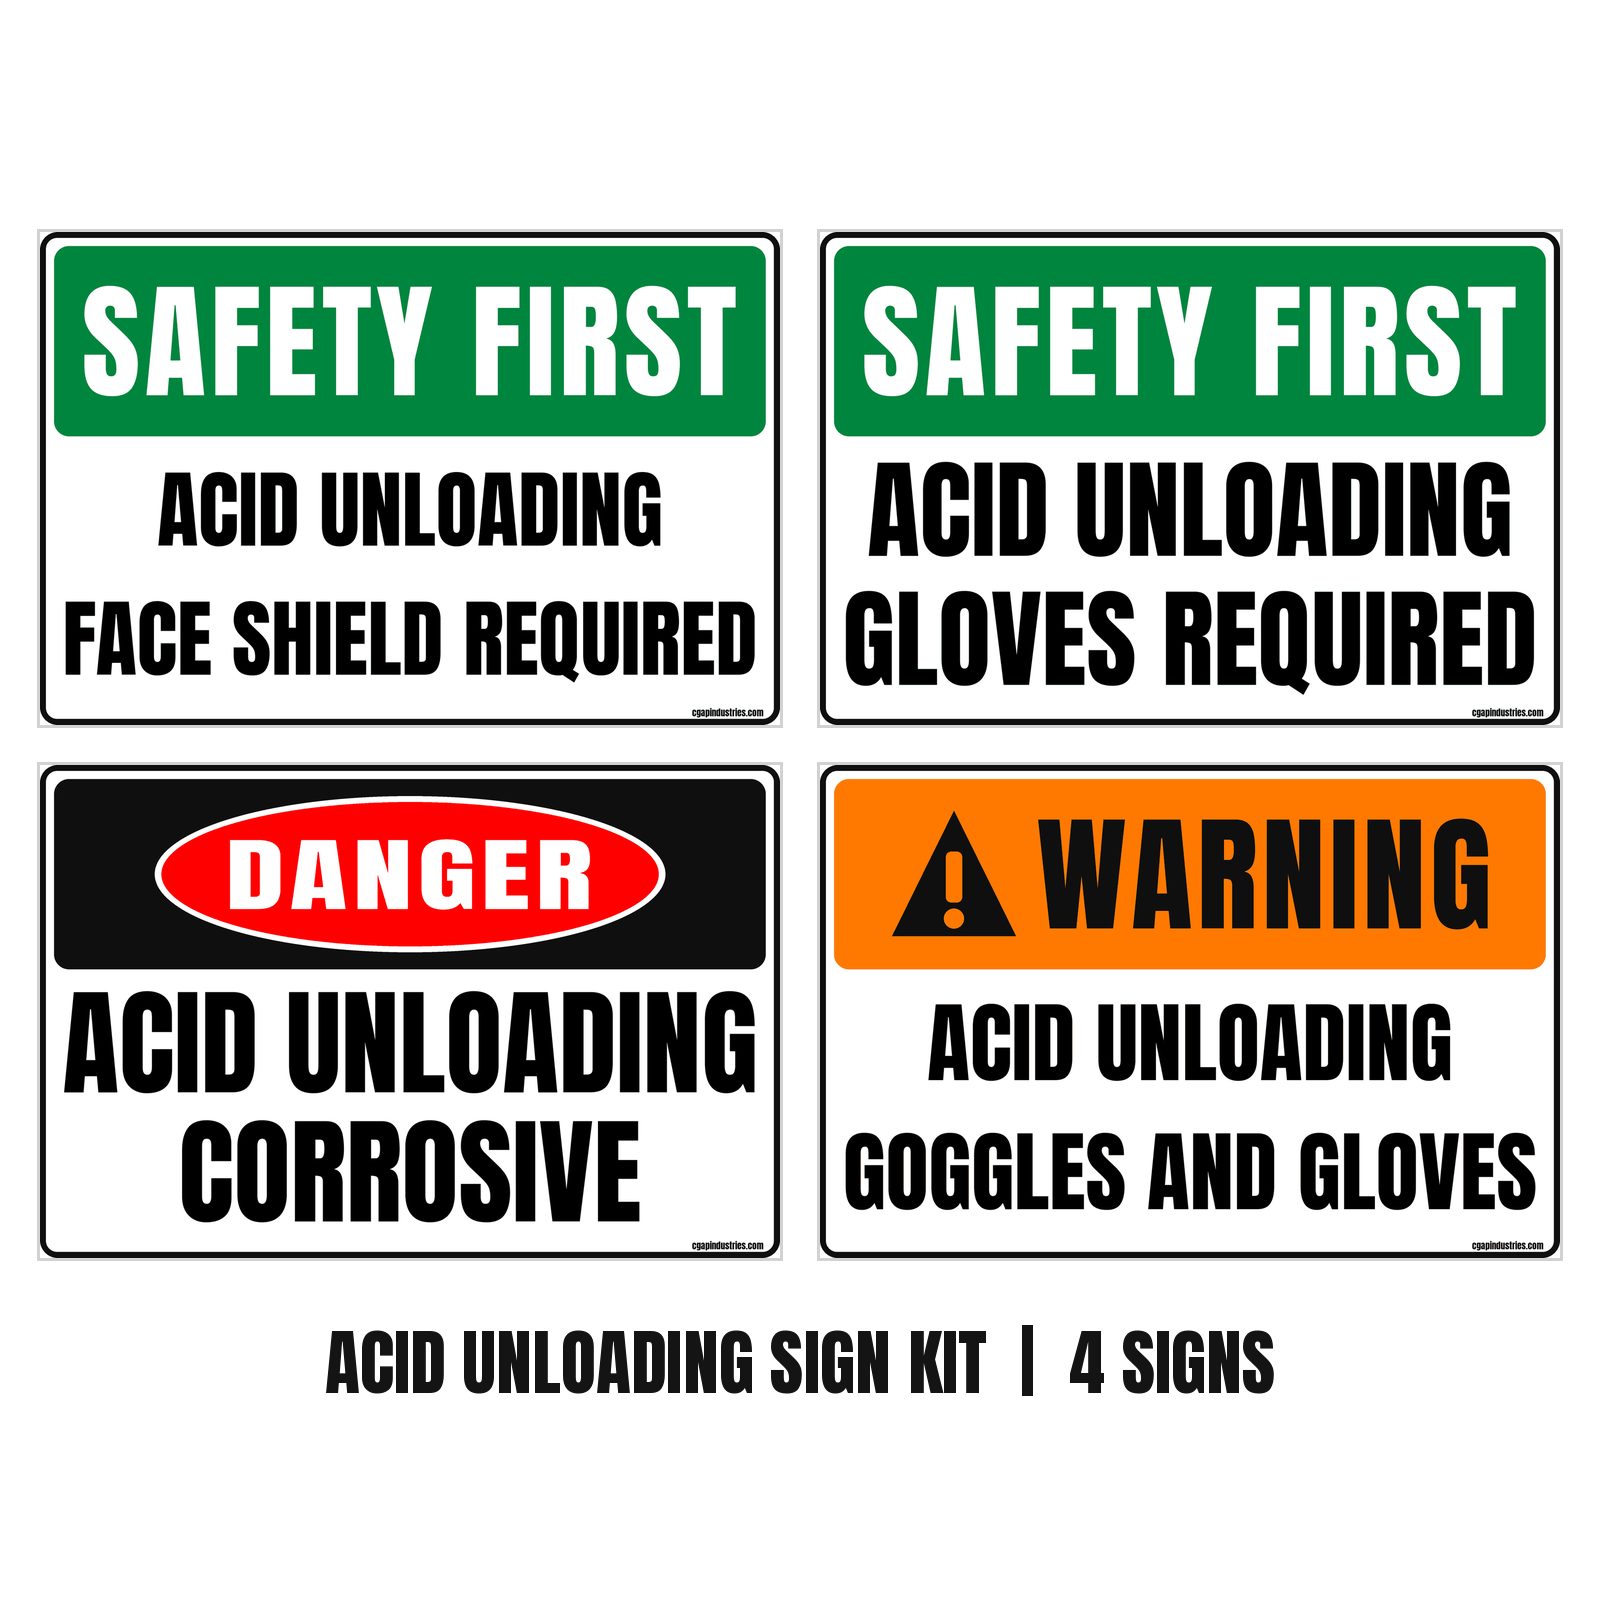 SAFETY FIRST
ACID UNLOADING
FACE SHIELD REQUIRED
cgapindustries.com
SAFETY FIRST
ACID UNLOADING
GLOVES REQUIRED
cgapindustries.com
DANGER
ACID UNLOADING
CORROSIVE
cgapindustries.com
WARNING
ACID UNLOADING
GOGGLES AND GLOVES
cgapindustries.com
ACID UNLOADING SIGN KIT | 4 SIGNS